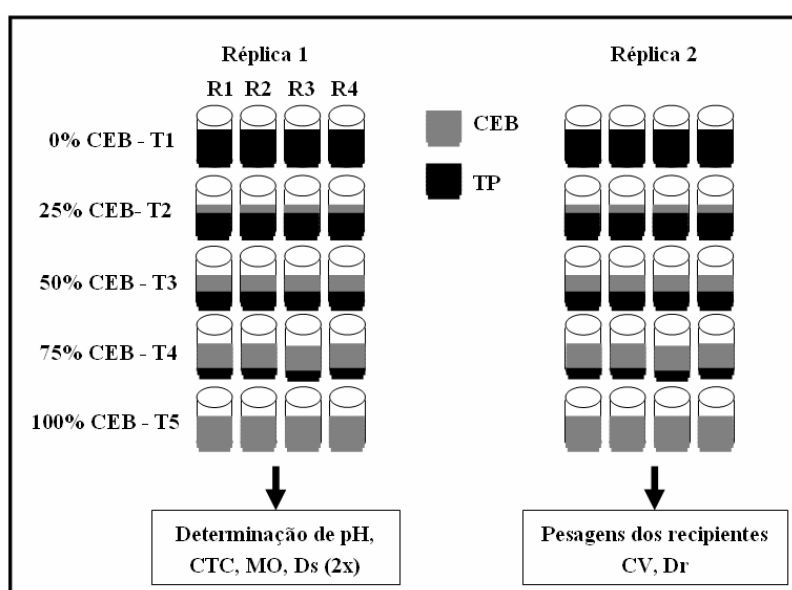 Réplica 1
Réplica 2
R1 R2 R3 R4
CEB
TP
0% CEB - T1
25% CEB- T2
50% CEB - T3
75% CEB - T4
100% CEB - T5
Determinação de pH,
CTC, MO, Ds (2x)
Pesagens dos recipientes
CV, Dr